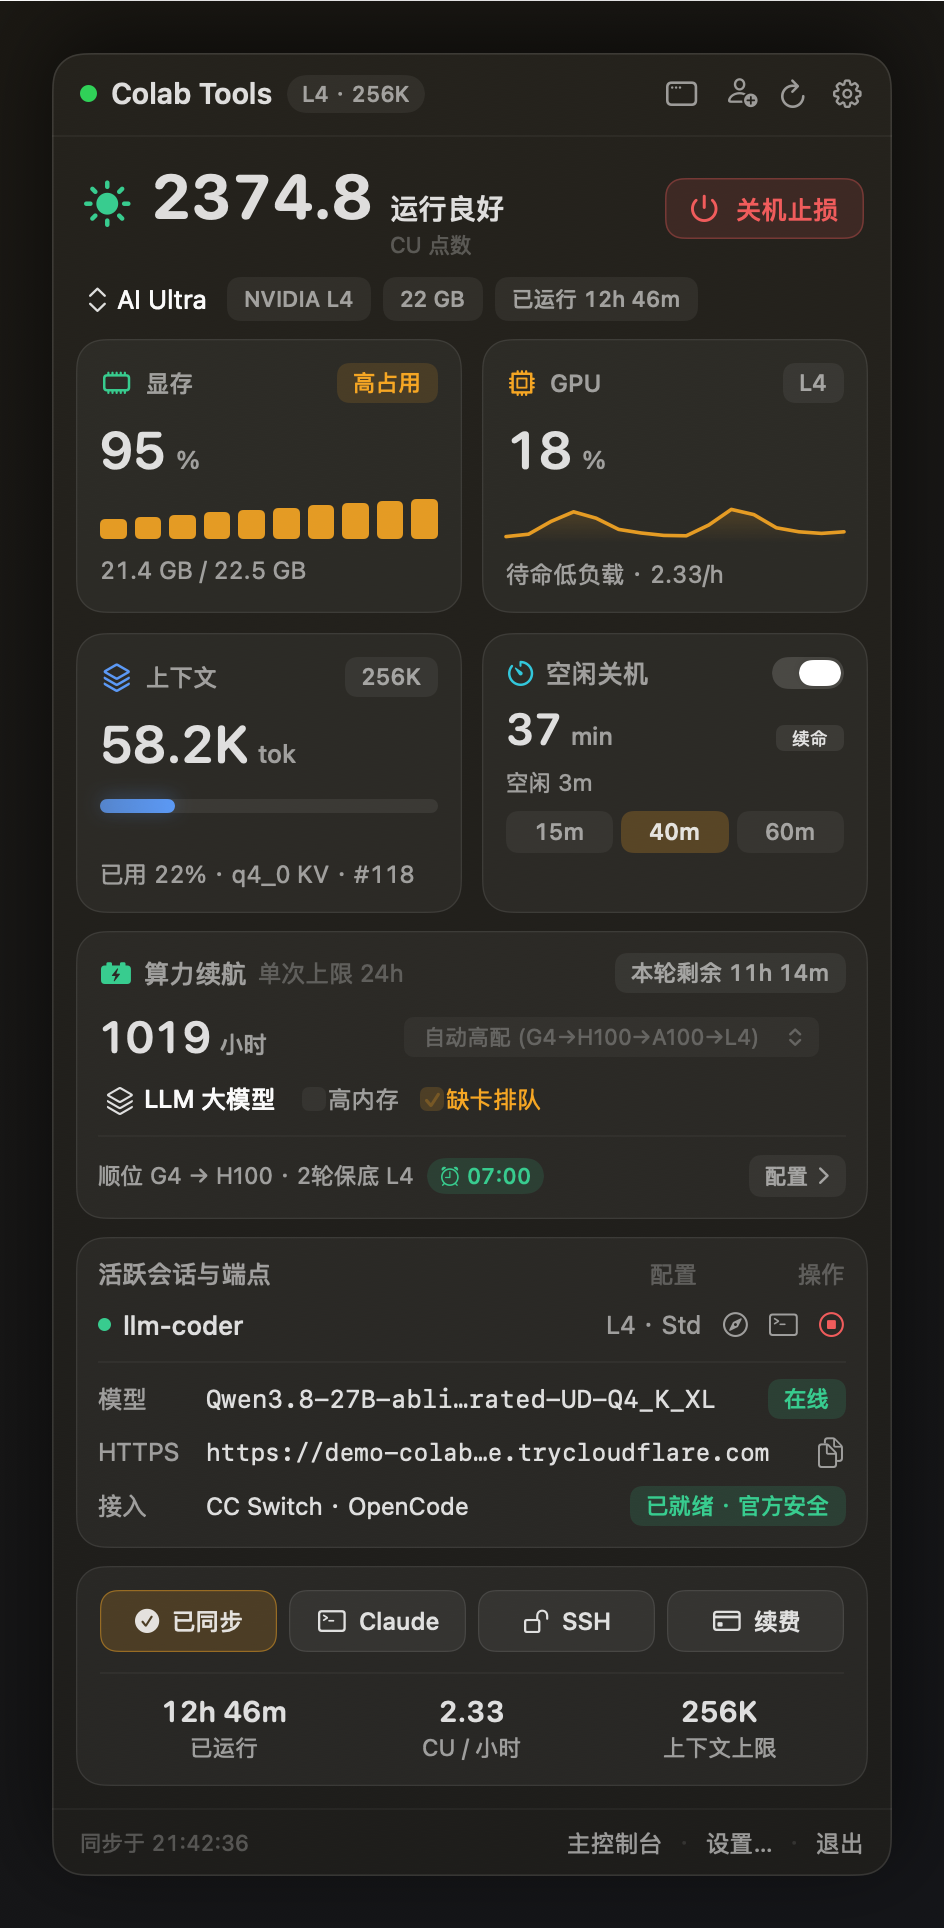 Colab Tools L4 · 256K
2374.8 运行良好
CU 点数
关机止损
AI Ultra NVIDIA L4 22 GB 已运行 12h 46m
显存 高占用
95 %
21.4 GB / 22.5 GB
GPU L4
18 %
待命低负载 · 2.33/h
上下文 256K
58.2K tok
已用 22% · q4_0 KV · #118
空闲关机
37 min 续命
空闲 3m
15m 40m 60m
算力续航 单次上限 24h 本轮剩余 11h 14m
1019 小时 自动高配 (G4→H100→A100→L4)
LLM 大模型 高内存 缺卡排队
顺位 G4 → H100 · 2轮保底 L4 07:00 配置
活跃会话与端点 配置 操作
llm-coder L4 · Std
模型 Qwen3.8-27B-abli…rated-UD-Q4_K_XL 在线
HTTPS https://demo-colab…e.trycloudflare.com
接入 CC Switch · OpenCode 已就绪 · 官方安全
已同步 Claude SSH 续费
12h 46m 2.33 256K
已运行 CU / 小时 上下文上限
同步于 21:42:36 主控制台 · 设置... · 退出